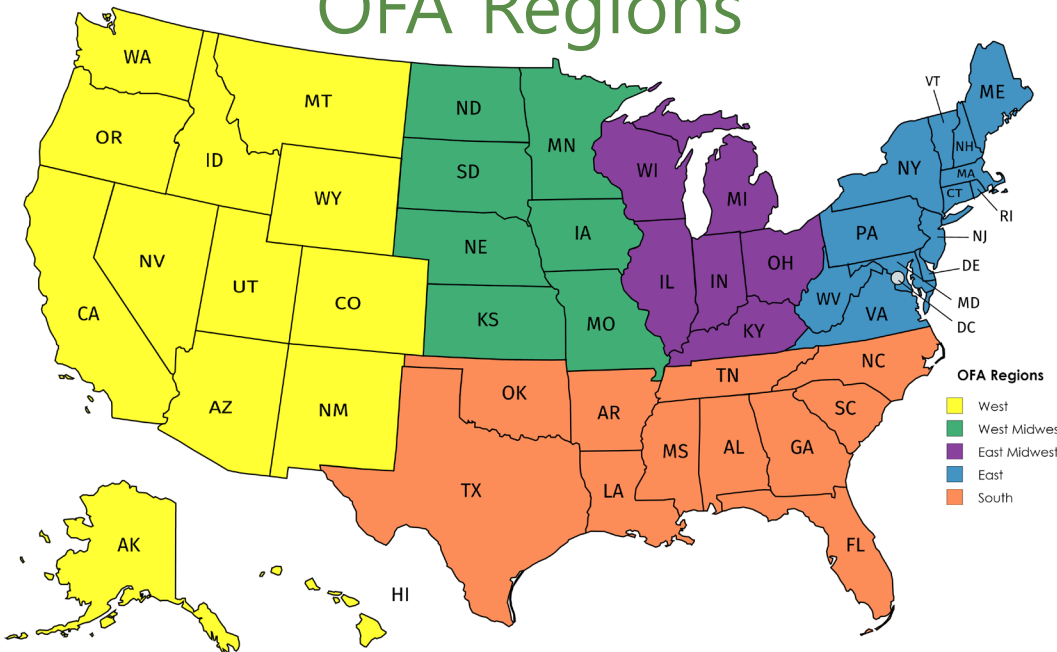 OFA Regions
WA
OR
ID
MT
WY
NV
UT
CA
CO
AZ
NM
AK
HI
ND
SD
NE
KS
MN
IA
MO
WI
MI
IL
IN
OH
KY
OK
TX
AR
LA
TN
MS
AL
GA
NC
SC
FL
VT
ME
NH
NY
MA
CT
RI
PA
NJ
DE
WV
VA
MD
DC
OFA Regions
West
West Midwes
East Midwest
East
South